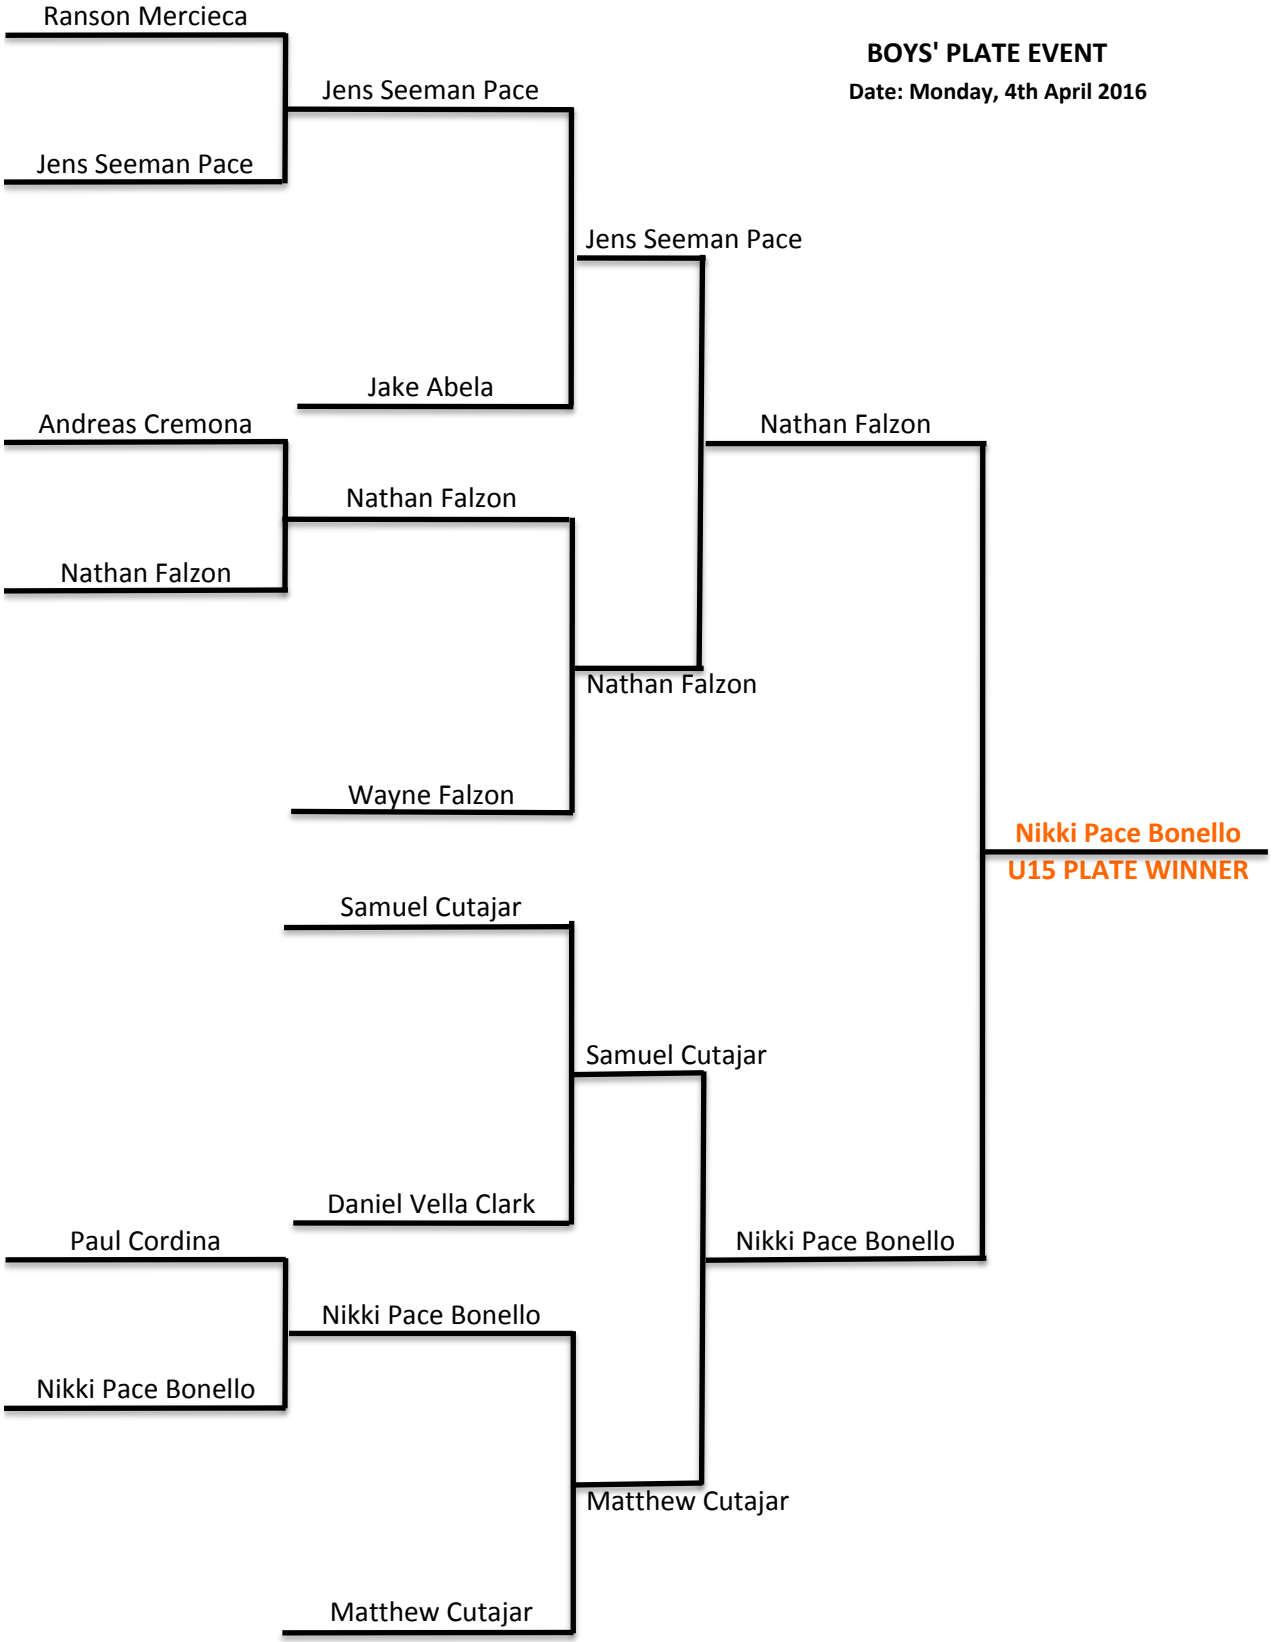 Ranson Mercieca
BOYS' PLATE EVENT
Jens Seeman Pace
Date: Monday, 4th April 2016
Jens Seeman Pace
Jens Seeman Pace
Jake Abela
Andreas Cremona
Nathan Falzon
Nathan Falzon
Nathan Falzon
Nathan Falzon
Wayne Falzon
Nikki Pace Bonello
U15 PLATE WINNER
Samuel Cutajar
Samuel Cutajar
Daniel Vella Clark
Paul Cordina
Nikki Pace Bonello
Nikki Pace Bonello
Nikki Pace Bonello
Matthew Cutajar
Matthew Cutajar